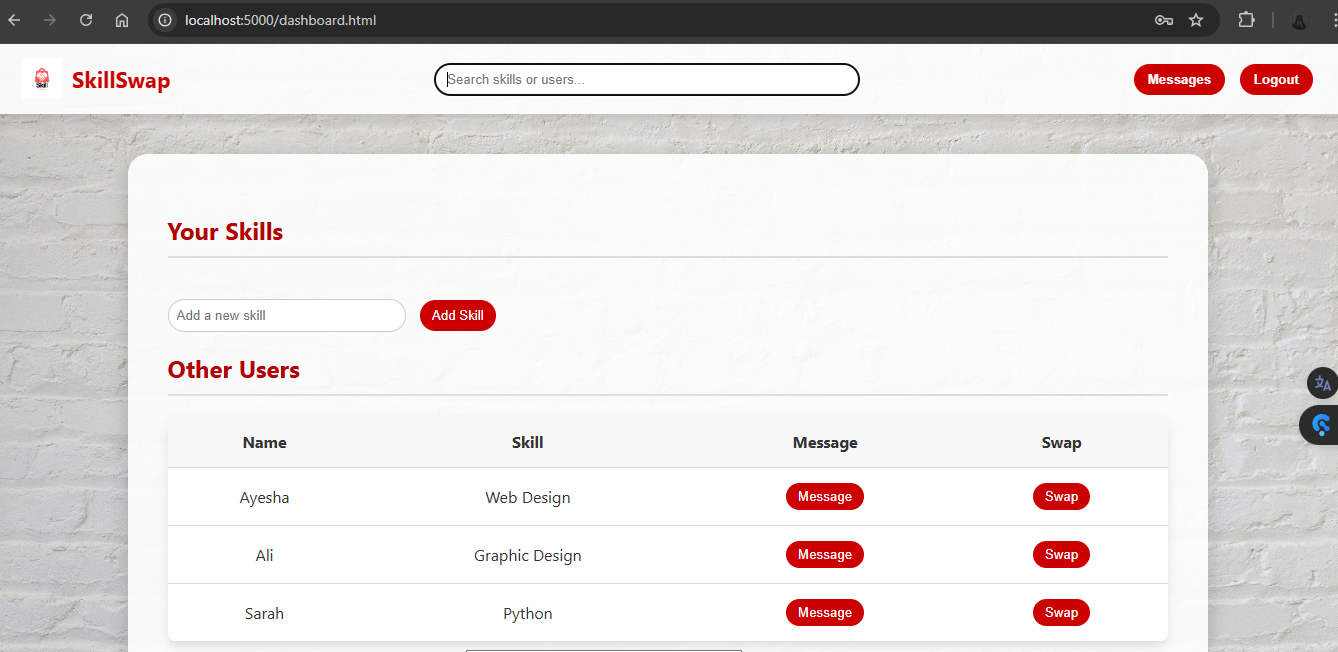 localhost:5000/dashboard.html
SkillSwap
Search skills or users...
Messages
Logout
Your Skills
Add a new skill
Add Skill
Other Users
Name Skill Message Swap
Ayesha Web Design Message Swap
Ali Graphic Design Message Swap
Sarah Python Message Swap